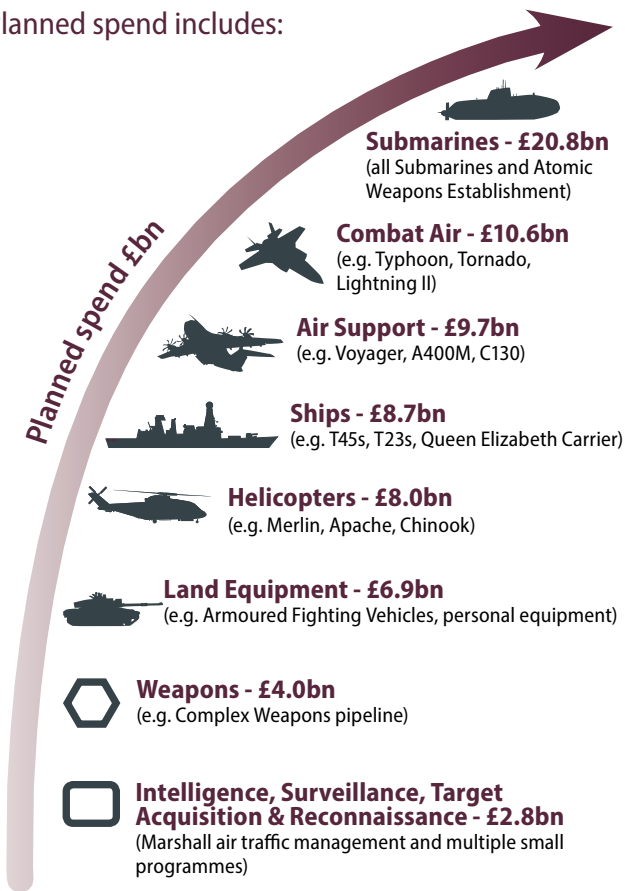 lanned spend includes:
Submarines - £20.8bn
(all Submarines and Atomic
Weapons Establishment)
Combat Air - £10.6bn
(e.g. Typhoon, Tornado,
Lightning II)
Planned spend £bn
Air Support - £9.7bn
(e.g. Voyager, A400M, C130)
Ships - £8.7bn
(e.g. T45s, T23s, Queen Elizabeth Carrier)
Helicopters - £8.0bn
(e.g. Merlin, Apache, Chinook)
Land Equipment - £6.9bn
(e.g. Armoured Fighting Vehicles, personal equipment)
Weapons - £4.0bn
(e.g. Complex Weapons pipeline)
Intelligence, Surveillance, Target
Acquisition & Reconnaissance - £2.8bn
(Marshall air traffic management and multiple small
programmes)